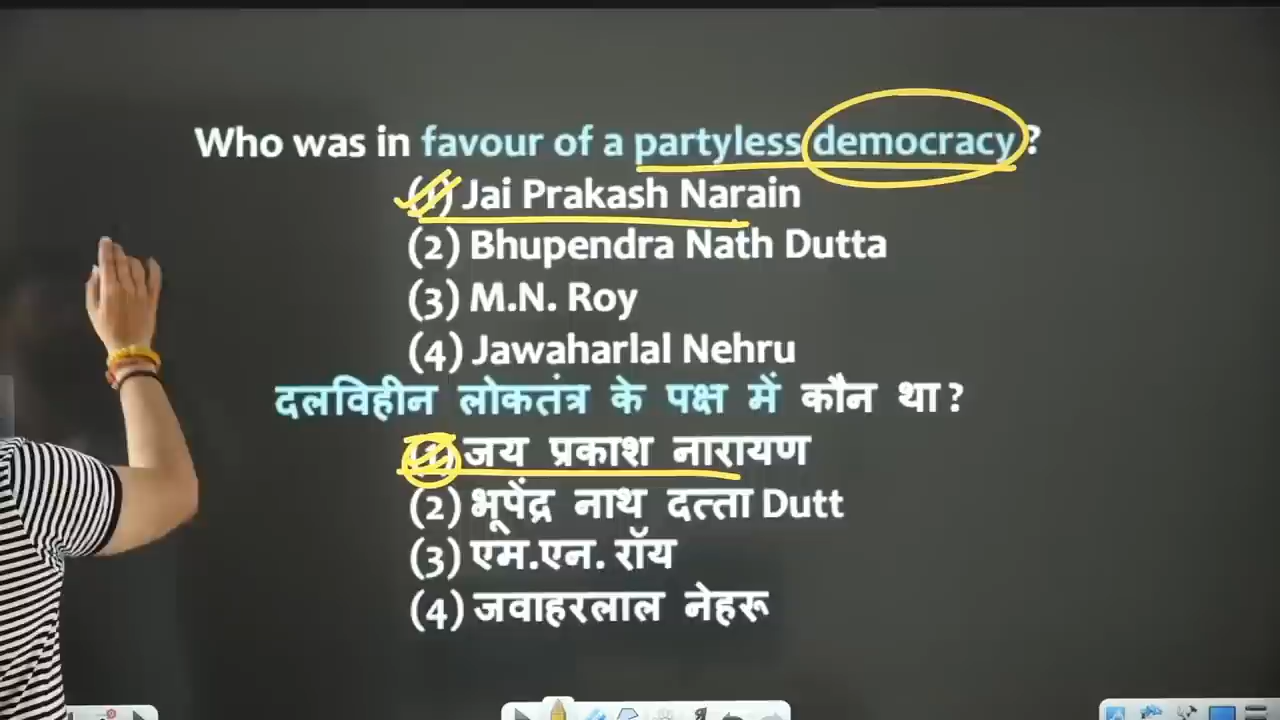 Who was in favour of a partyless democracy?
(1) Jai Prakash Narain
(2) Bhupendra Nath Dutta
(3) M.N. Roy
(4) Jawaharlal Nehru
दलविहीन लोकतंत्र के पक्ष में कौन था?
(1) जय प्रकाश नारायण
(2) भूपेंद्र नाथ दत्ता Dutt
(3) एम.एन. रॉय
(4) जवाहरलाल नेहरू